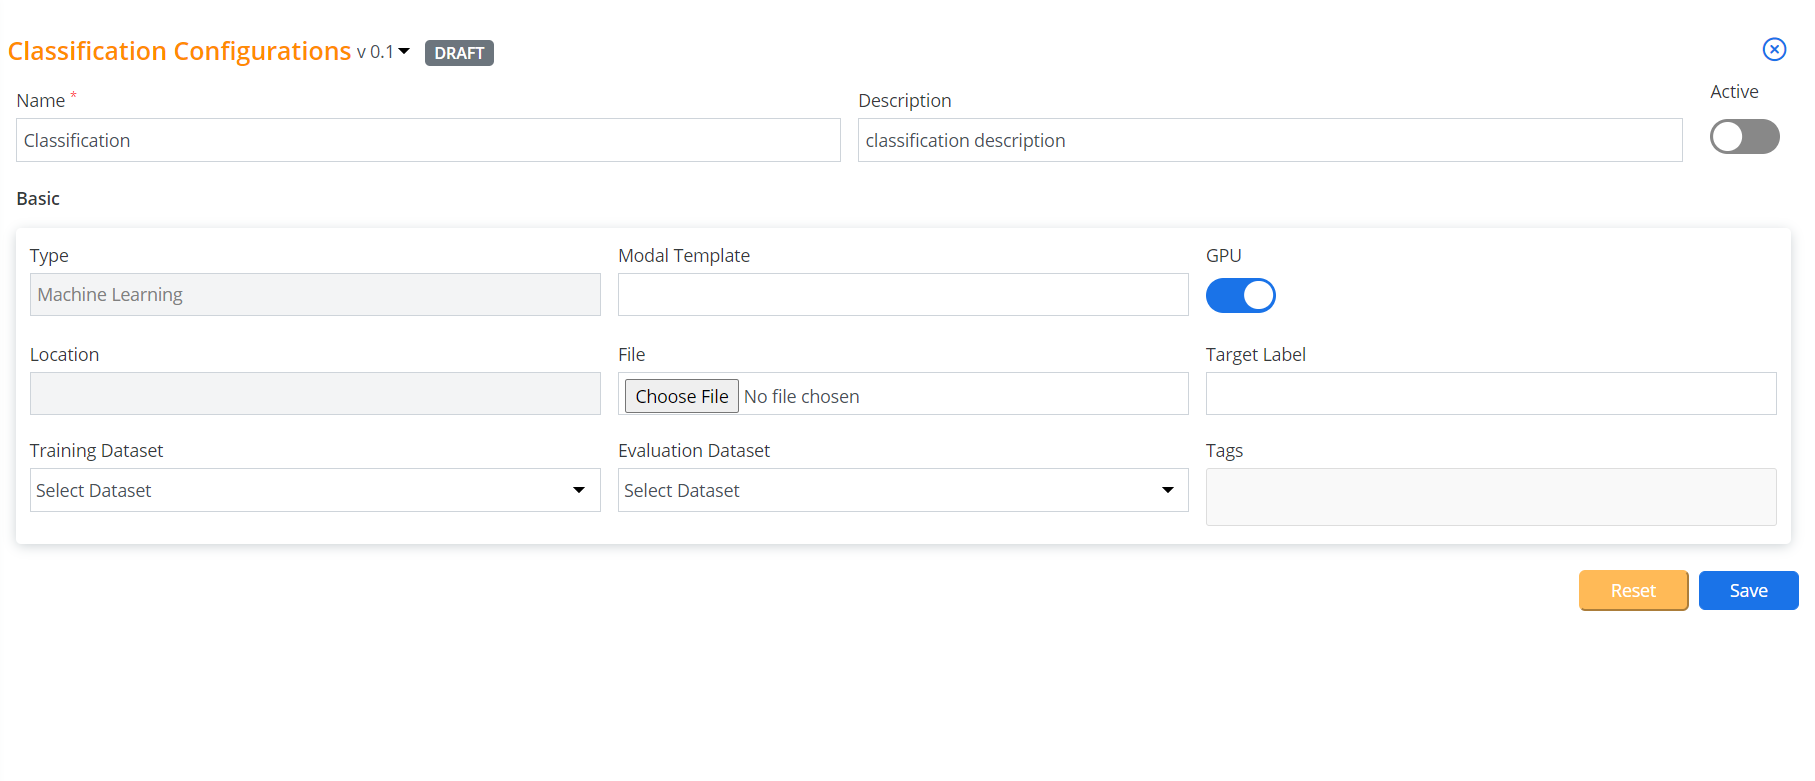 Classification Configurations v 0.1 DRAFT
Name * Description Active
Classification classification description
Basic
Type Modal Template GPU
Machine Learning
Location File Target Label
Choose File No file chosen
Training Dataset Evaluation Dataset Tags
Select Dataset Select Dataset
Reset Save